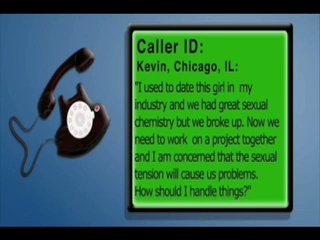 Caller ID:
Kevin, Chicago, IL:
"I used to date this girl in my
industry and we had great sexual
chemistry but we broke up. Now we
need to work on a project together
and I am concerned that the sexual
tension will cause us problems.
How should I handle things?"